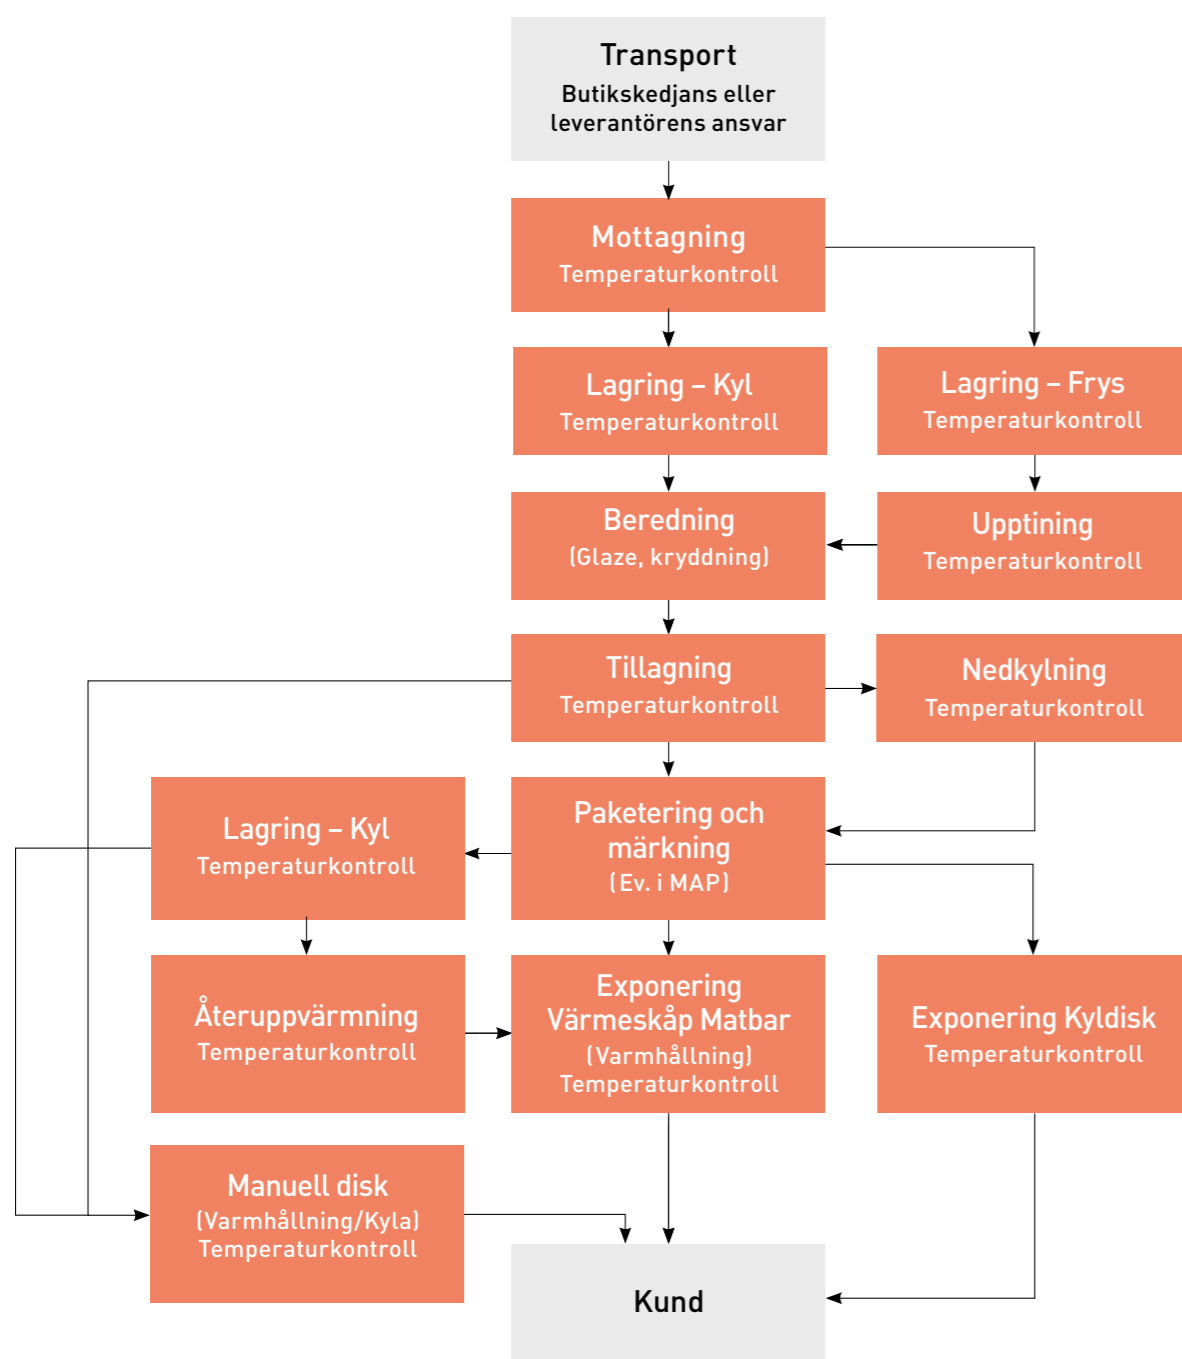 Transport
Butikskedjans eller
leverantörens ansvar
Mottagning
Temperaturkontroll
Lagring – Kyl
Temperaturkontroll
Lagring – Frys
Temperaturkontroll
Beredning
(Glaze, kryddning)
Upptining
Temperaturkontroll
Tillagning
Temperaturkontroll
Nedkylning
Temperaturkontroll
Lagring – Kyl
Temperaturkontroll
Paketering och
märkning
(Ev. i MAP)
Återuppvärmning
Temperaturkontroll
Exponering
Värmeskåp Matbar
(Varmhållning)
Temperaturkontroll
Exponering Kyldisk
Temperaturkontroll
Manuell disk
(Varmhållning/Kyla)
Temperaturkontroll
Kund